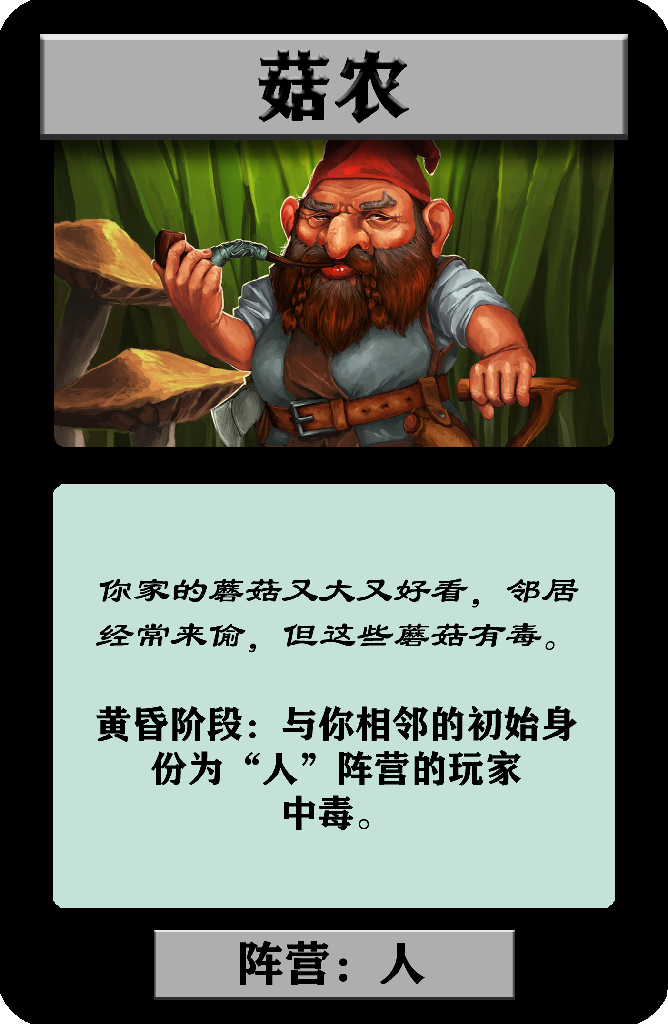 菇农
你家的蘑菇又大又好看，邻居
经常来偷，但这些蘑菇有毒。
黄昏阶段：与你相邻的初始身
份为“人”阵营的玩家
中毒。
阵营：人